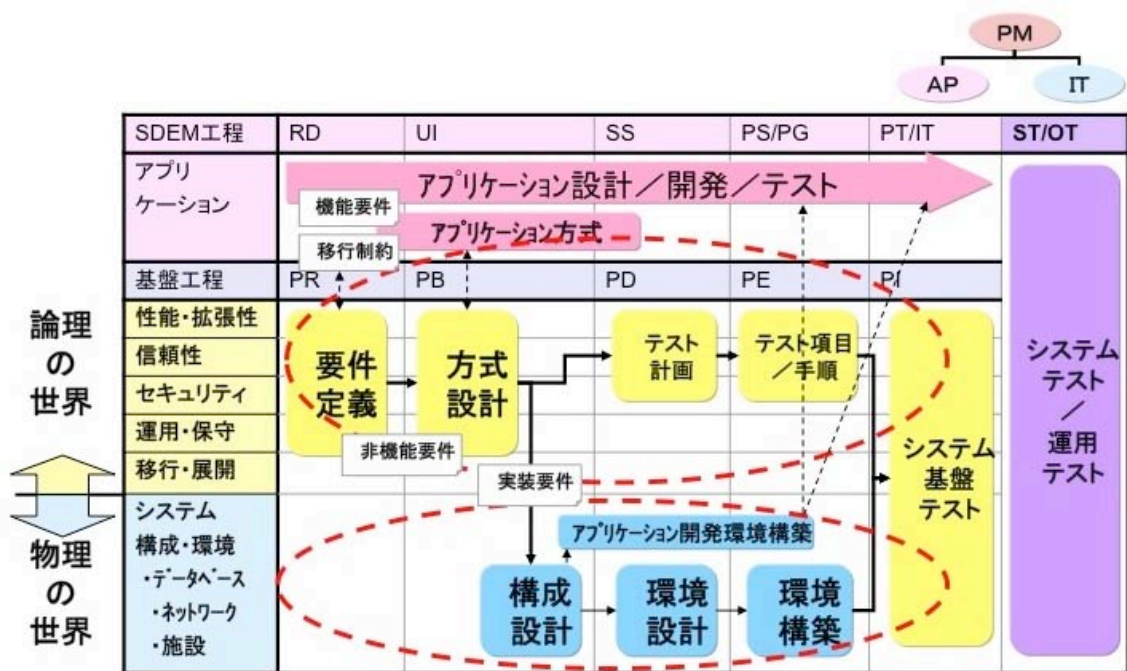 PM
AP
IT
SDEM工程
RD
UI
SS
PS/PG
PT/IT
ST/OT
アプリ
ケーション
アプリケーション設計/開発/テスト
機能要件
アプリケーション方式
移行制約
基盤工程
PR
PB
PD
PE
PI
論理
の
世界
性能・拡張性
信頼性
セキュリティ
運用・保守
移行・展開
要件
定義
方式
設計
テスト
計画
テスト項目
/手順
非機能要件
実装要件
システム
基盤
テスト
システム
テスト
/
運用
テスト
物理
の
世界
システム
構成・環境
・データベース
・ネットワーク
・施設
アプリケーション開発環境構築
構成
設計
環境
設計
環境
構築